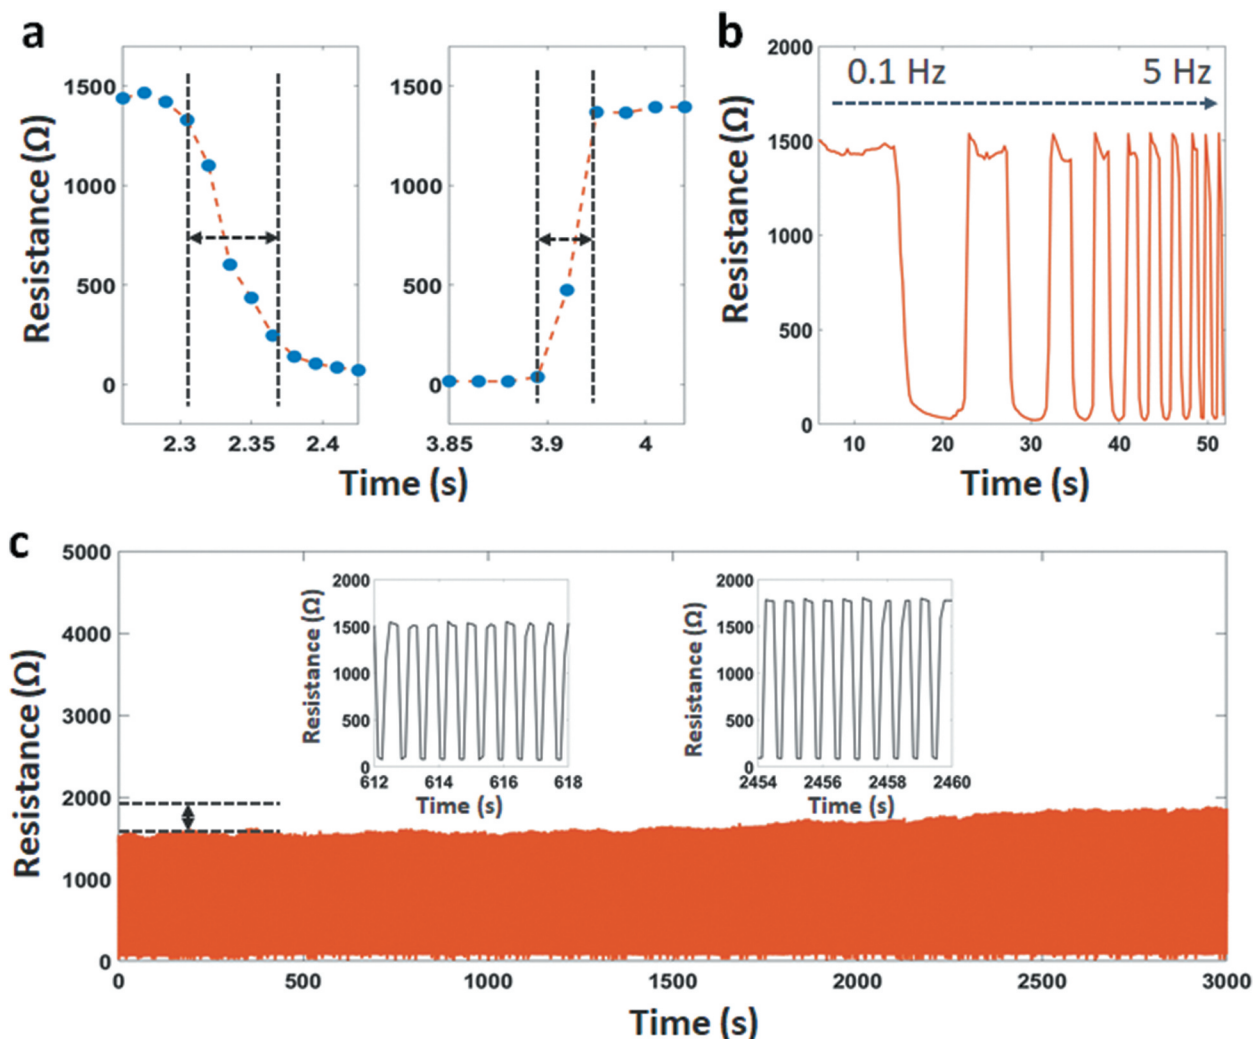 a
Resistance (Ω)
1500
1000
500
0
2.3 2.35 2.4
1500
1000
500
0
3.85 3.9 4
Time (s)
b
Resistance (Ω)
2000
1500
1000
500
0
0.1 Hz 5 Hz
10 20 30 40 50
Time (s)
c
Resistance (Ω)
5000
4000
3000
2000
1000
0
0 500 1000 1500 2000 2500 3000
Time (s)
Resistance (Ω)
2000
1500
1000
500
0
612 614 616 618
Time (s)
Resistance (Ω)
2000
1500
1000
500
0
2454 2456 2458 2460
Time (s)